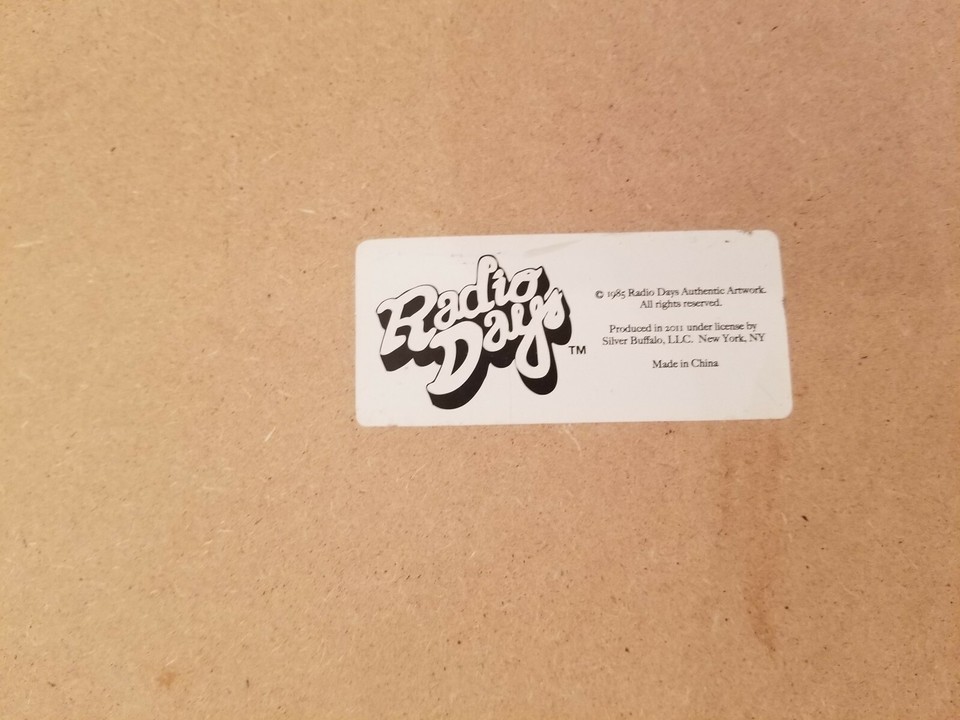 Radio
Days
TM
© 1985 Radio Days Authentic Artwork.
All rights reserved.
Produced in 2011 under license by
Silver Buffalo, LLC. New York, NY
Made in China